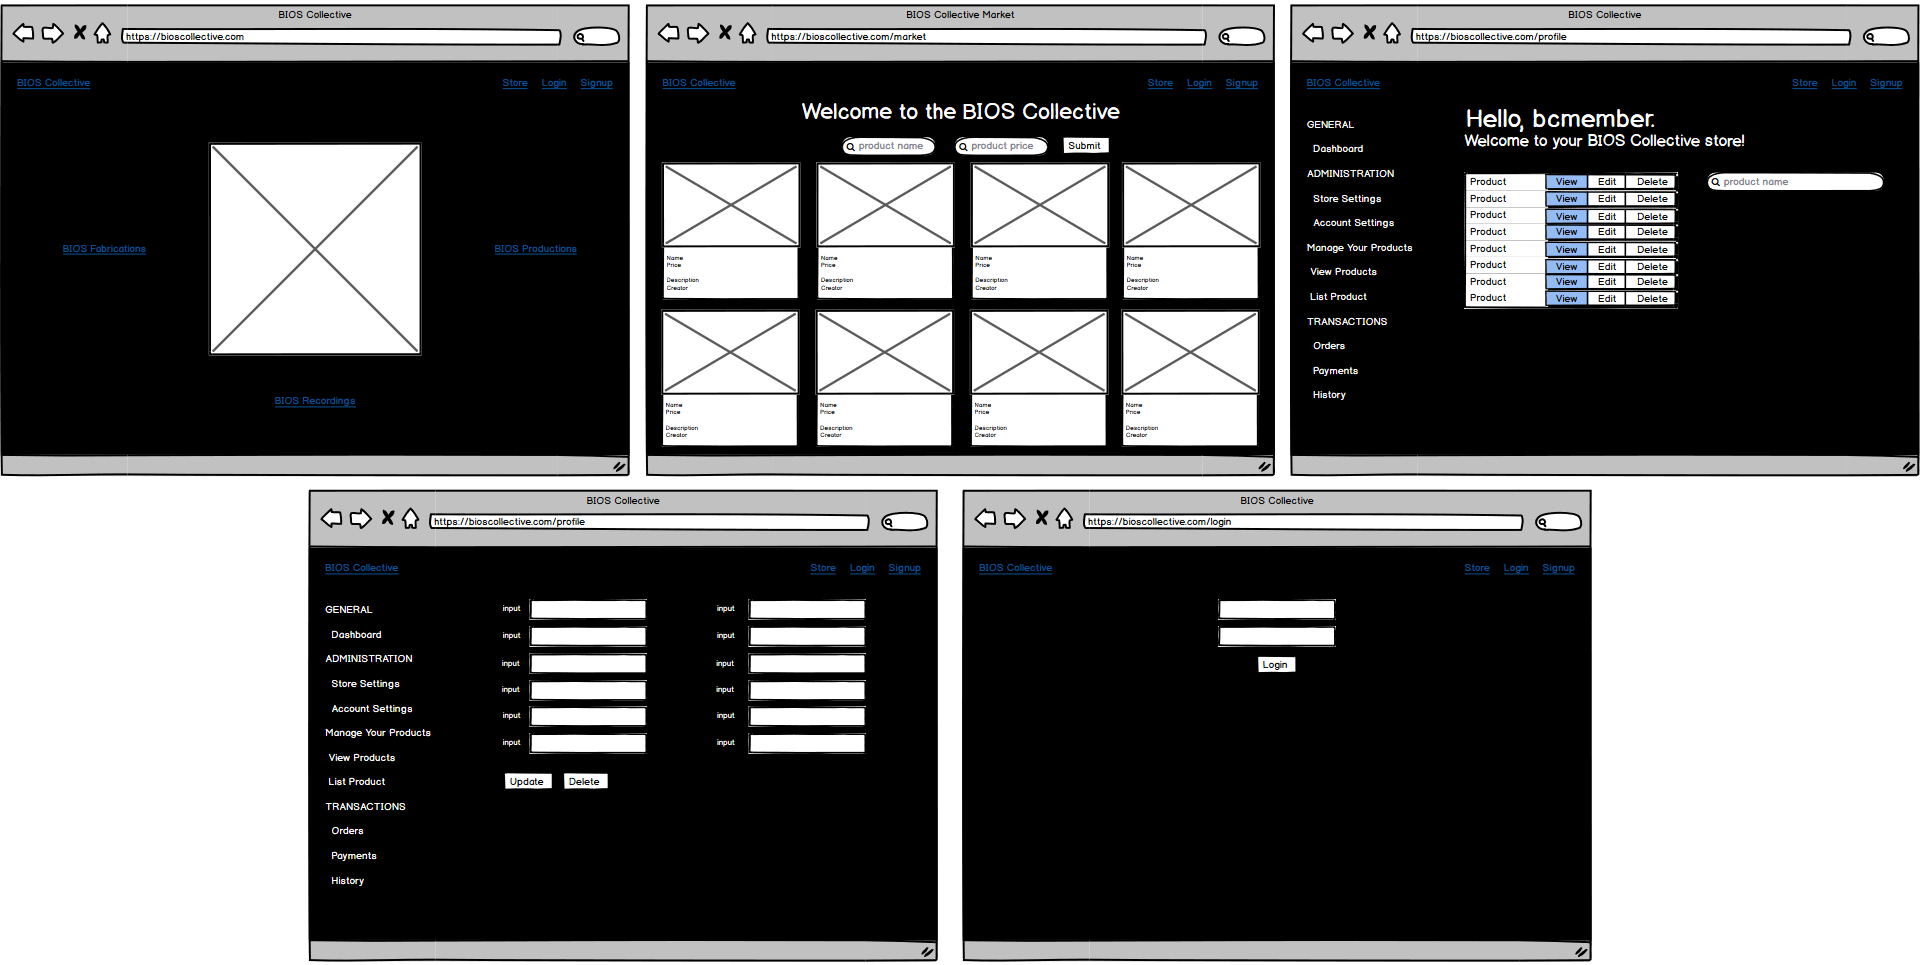 BIOS Collective
https://bioscollective.com
BIOS Collective
Store Login Signup
BIOS Fabrications
BIOS Productions
BIOS Recordings
BIOS Collective Market
https://bioscollective.com/market
BIOS Collective
Store Login Signup
Welcome to the BIOS Collective
product name product price Submit
Name
Price
Description
Creator
Name
Price
Description
Creator
Name
Price
Description
Creator
Name
Price
Description
Creator
Name
Price
Description
Creator
Name
Price
Description
Creator
Name
Price
Description
Creator
Name
Price
Description
Creator
BIOS Collective
https://bioscollective.com/profile
BIOS Collective
Store Login Signup
GENERAL
Dashboard
ADMINISTRATION
Store Settings
Account Settings
Manage Your Products
View Products
List Product
TRANSACTIONS
Orders
Payments
History
Hello, bcmember.
Welcome to your BIOS Collective store!
Product View Edit Delete
Product View Edit Delete
Product View Edit Delete
Product View Edit Delete
Product View Edit Delete
Product View Edit Delete
Product View Edit Delete
Product View Edit Delete
product name
BIOS Collective
https://bioscollective.com/profile
BIOS Collective
Store Login Signup
GENERAL
Dashboard
ADMINISTRATION
Store Settings
Account Settings
Manage Your Products
View Products
List Product
TRANSACTIONS
Orders
Payments
History
input input
input input
input input
input input
input input
input input
Update Delete
BIOS Collective
https://bioscollective.com/login
BIOS Collective
Store Login Signup
Login